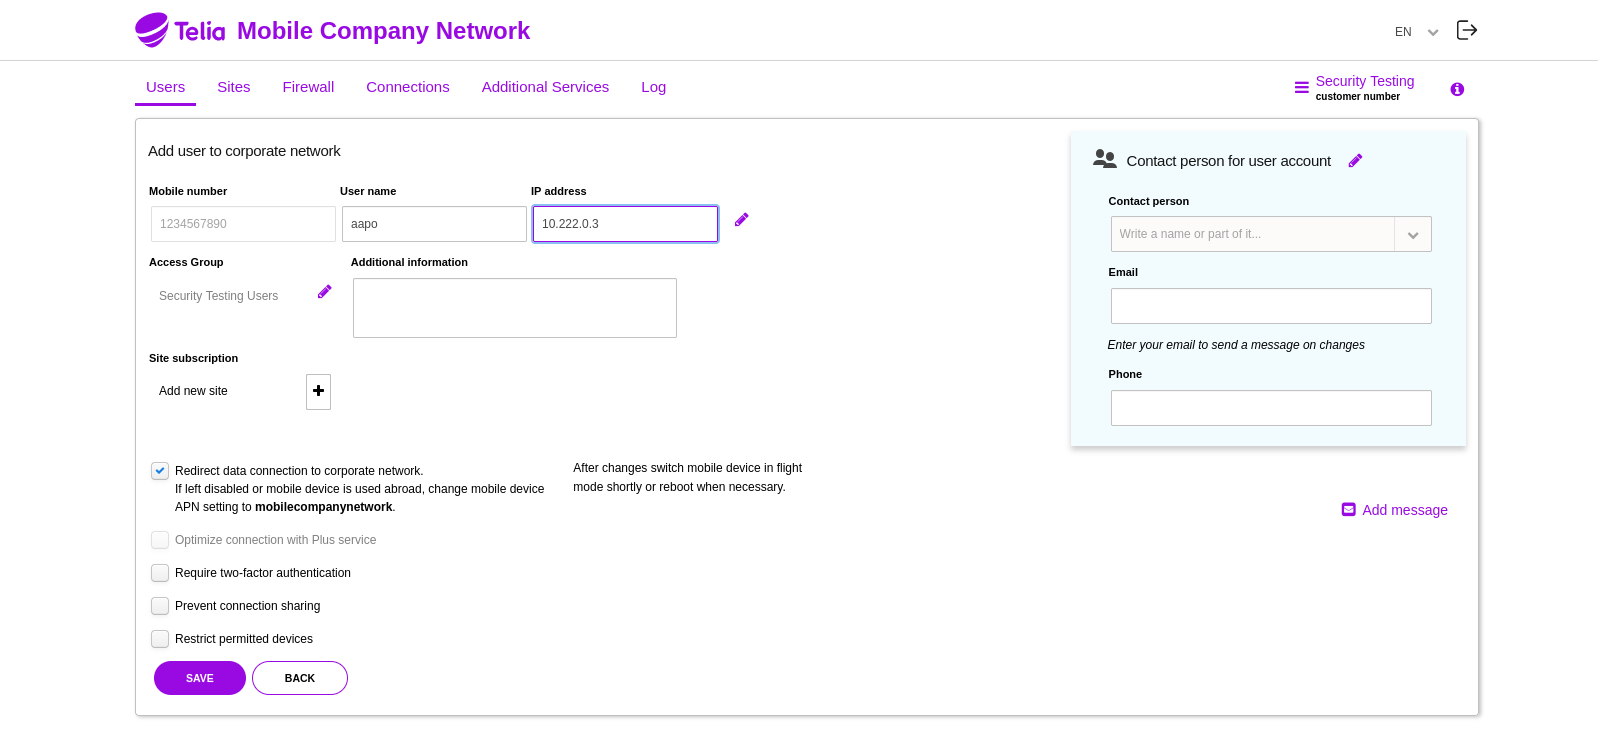 Telia Mobile Company Network
EN
Users Sites Firewall Connections Additional Services Log
Security Testing
customer number
Add user to corporate network
Mobile number User name IP address
1234567890 aapo 10.222.0.3
Access Group Additional information
Security Testing Users
Site subscription
Add new site
Redirect data connection to corporate network.
If left disabled or mobile device is used abroad, change mobile device
APN setting to mobilecompanynetwork.
After changes switch mobile device in flight
mode shortly or reboot when necessary.
Optimize connection with Plus service
Require two-factor authentication
Prevent connection sharing
Restrict permitted devices
SAVE BACK
Contact person for user account
Contact person
Write a name or part of it...
Email
Enter your email to send a message on changes
Phone
Add message